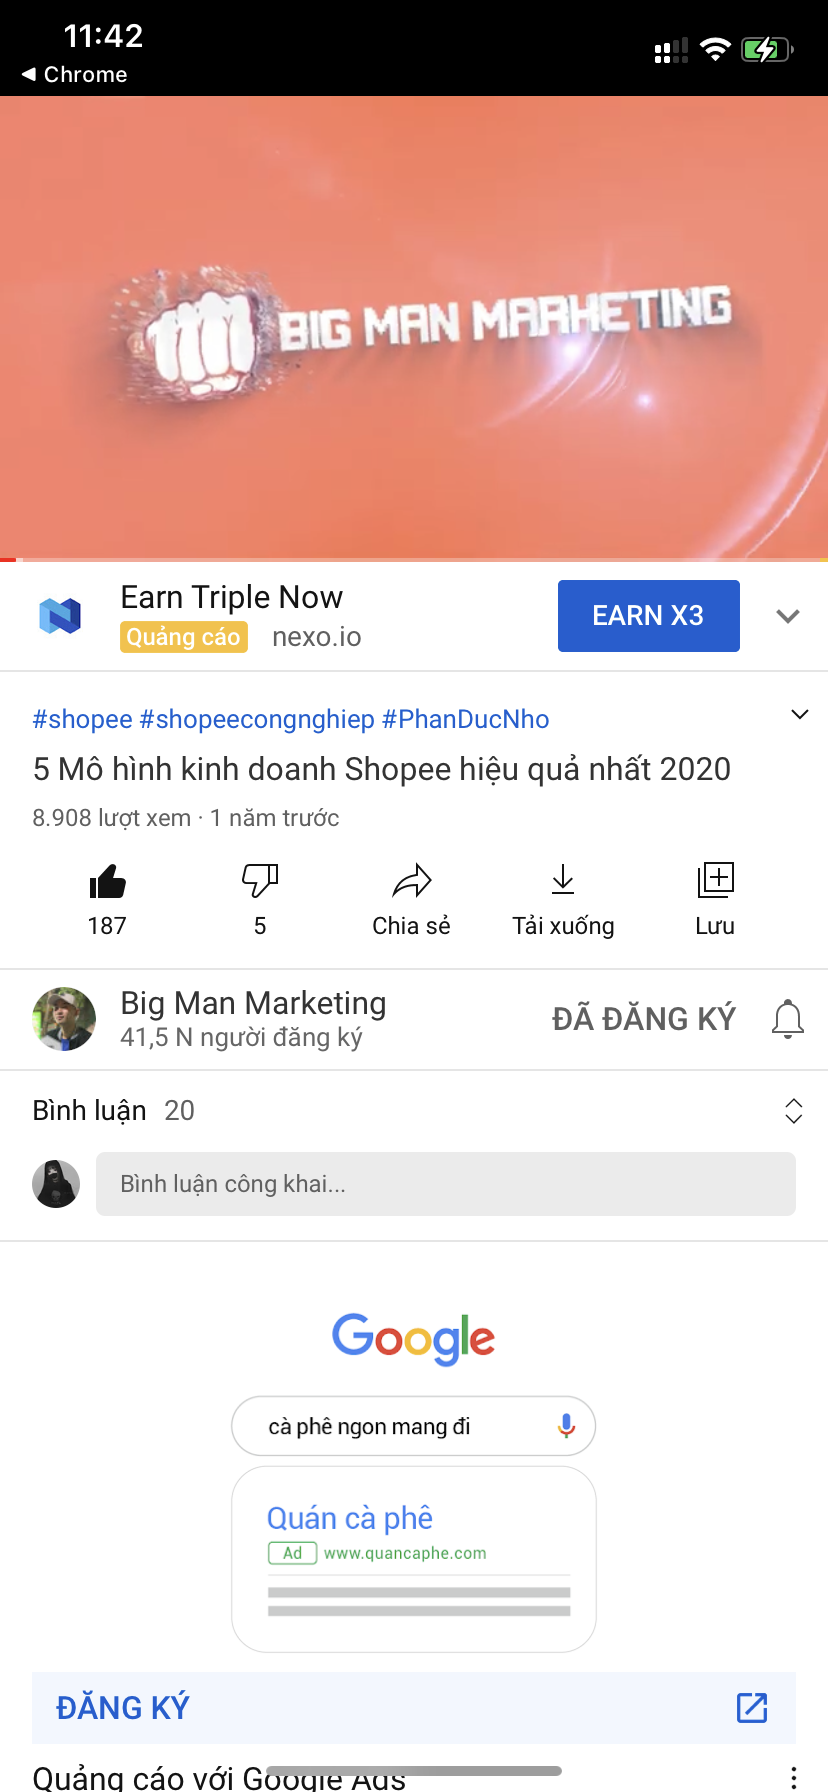 11:42
Chrome
BIG MAN MARKETING
Earn Triple Now
Quảng cáo nexo.io
EARN X3
#shopee #shopeecongnghiep #PhanDucNho
5 Mô hình kinh doanh Shopee hiệu quả nhất 2020
8.908 lượt xem · 1 năm trước
187 5 Chia sẻ Tải xuống Lưu
Big Man Marketing
41,5 N người đăng ký
ĐÃ ĐĂNG KÝ
Bình luận 20
Bình luận công khai...
Google
cà phê ngon mang đi
Quán cà phê
Ad www.quancaphe.com
ĐĂNG KÝ
Quảng cáo với Google Ads